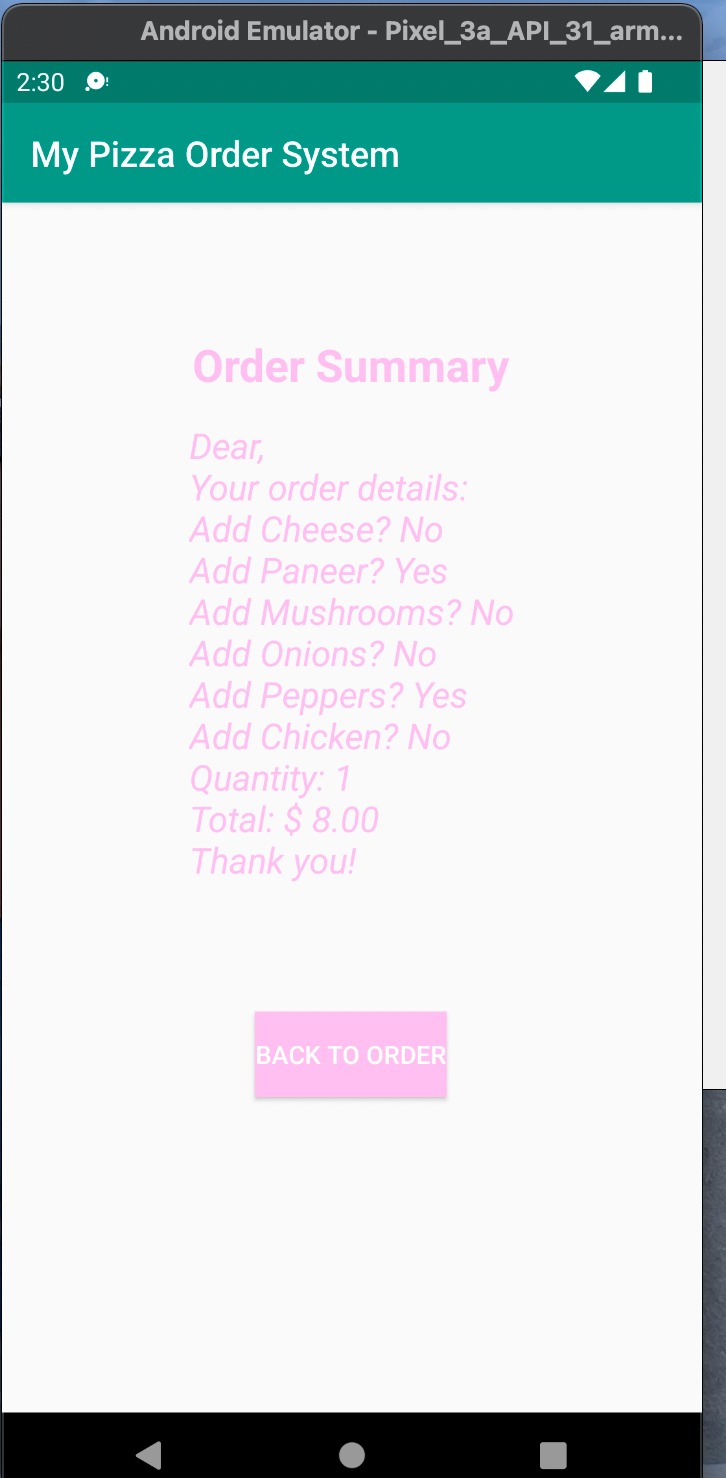 Android Emulator - Pixel_3a_API_31_arm...
2:30
My Pizza Order System
Order Summary
Dear,
Your order details:
Add Cheese? No
Add Paneer? Yes
Add Mushrooms? No
Add Onions? No
Add Peppers? Yes
Add Chicken? No
Quantity: 1
Total: $ 8.00
Thank you!
BACK TO ORDER